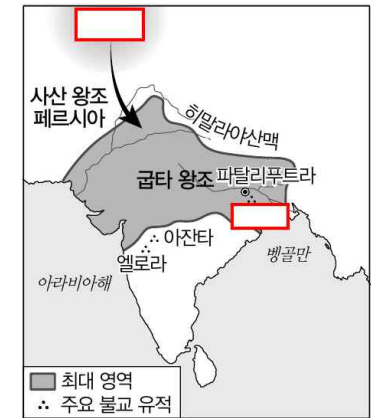 사산 왕조
페르시아
히말라야산맥
굽타 왕조
파탈리푸트라
아잔타
엘로라
아라비아해
벵골만
최대 영역
주요 불교 유적